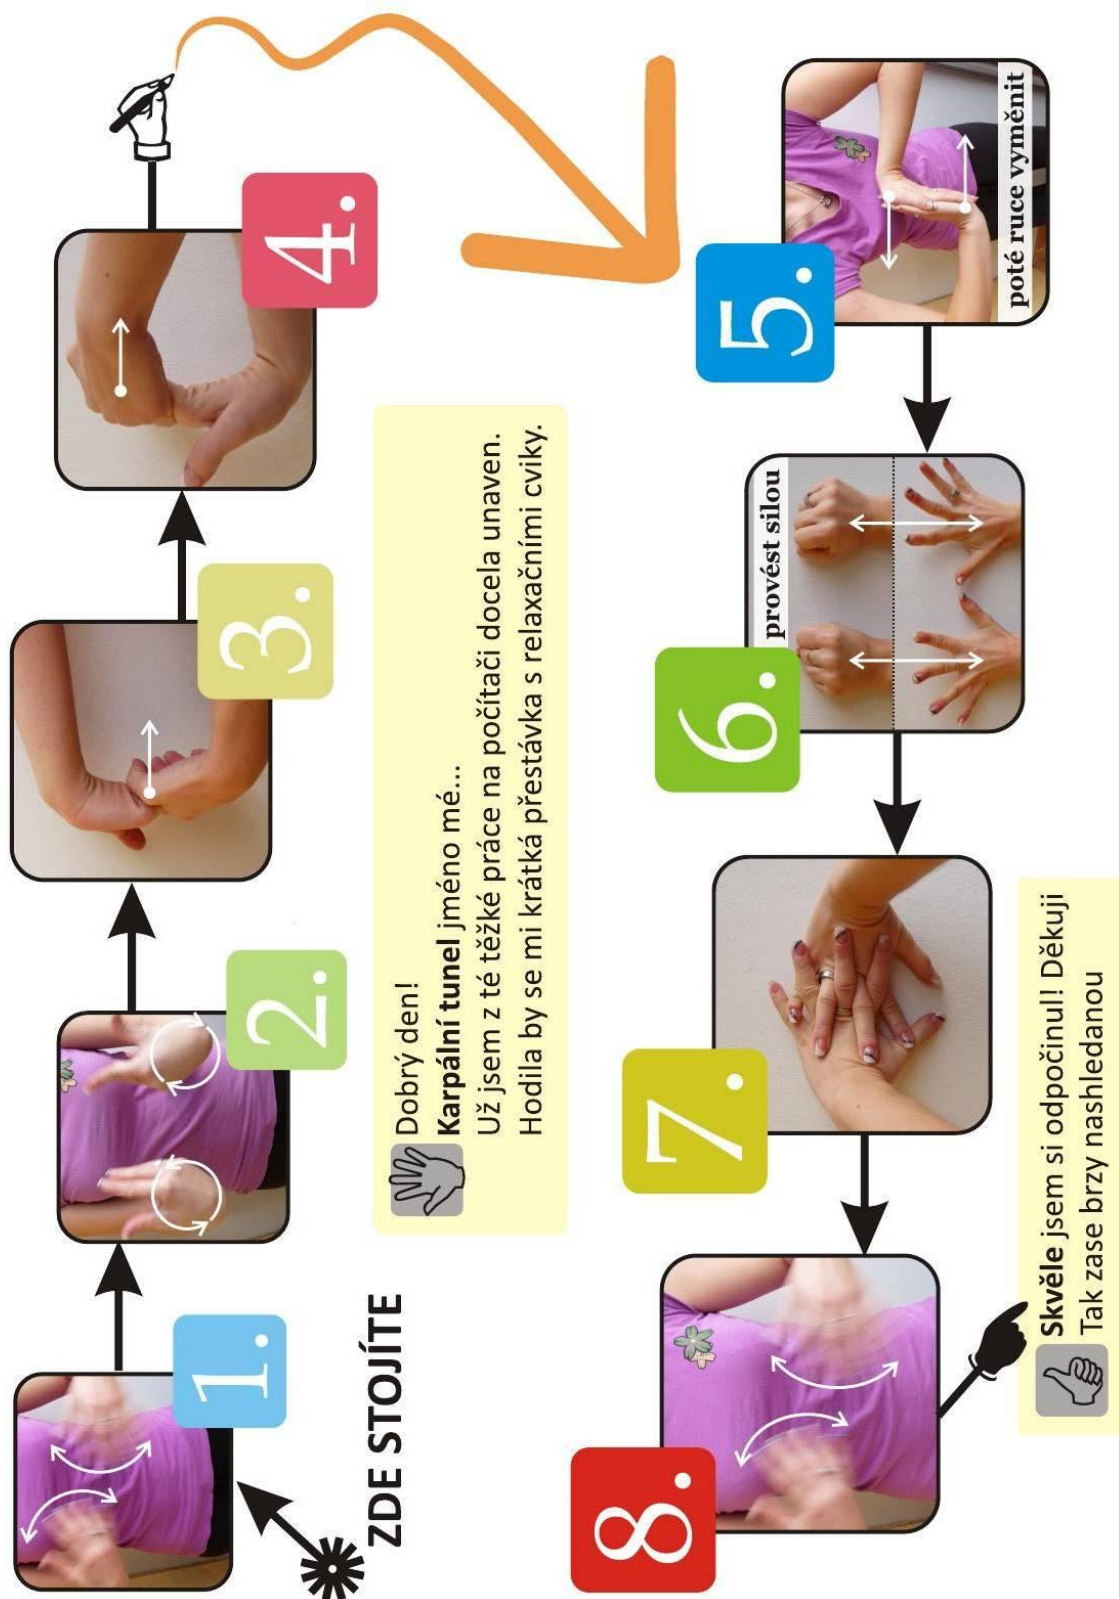 1.
2.
3.
4.
ZDE STOJÍTE
Dobrý den!
Karpální tunel jméno mé...
Už jsem z té těžké práce na počítači docela unaven.
Hodila by se mi krátká přestávka s relaxačními cviky.
5.
poté ruce vyměnit
6.
provést silou
7.
8.
Skvěle jsem si odpočinul! Děkuji
Tak zase brzy nashledanou